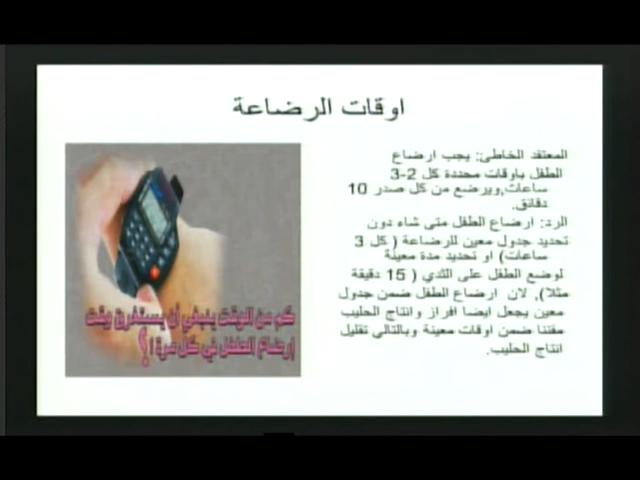 اوقات الرضاعة
المعتقد الخاطئ: يجب ارضاع
الطفل باوقات محددة كل 2-3
ساعات,ويرضع من كل صدر 10
دقائق.
الرد: ارضاع الطفل متى شاء دون
تحديد جدول معين للرضاعة ( كل 3
ساعات) او تحديد مدة معينة
لوضع الطفل على الثدي ( 15 دقيقة
مثلا), لان ارضاع الطفل ضمن جدول
معين يجعل ايضا افراز وانتاج الحليب
مقننا ضمن اوقات معينة وبالتالي تقليل
انتاج الحليب.
كم من الوقت ينبغي أن يستغرق وقت
إرضاع الطفل في كل مرة !؟